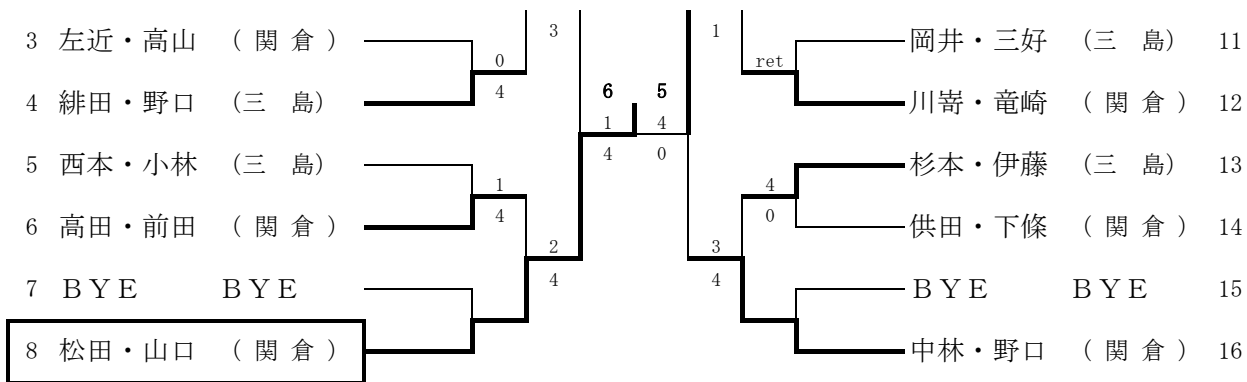 3 1
3 左近・高山 （関倉） 岡井・三好 （三 島） 11
0 ret
4 6 5
4 緋田・野口 （三 島） 川嵜・竜崎 （関倉） 12
1 4
4 0
5 西本・小林 （三 島） 杉本・伊藤 （三 島） 13
1 4
4 0
6 高田・前田 （関倉） 供田・下條 （関倉） 14
2 3
4 4
7 ＢＹＥ ＢＹＥ ＢＹＥ ＢＹＥ 15
8 松田・山口 （関倉） 中林・野口 （関倉） 16